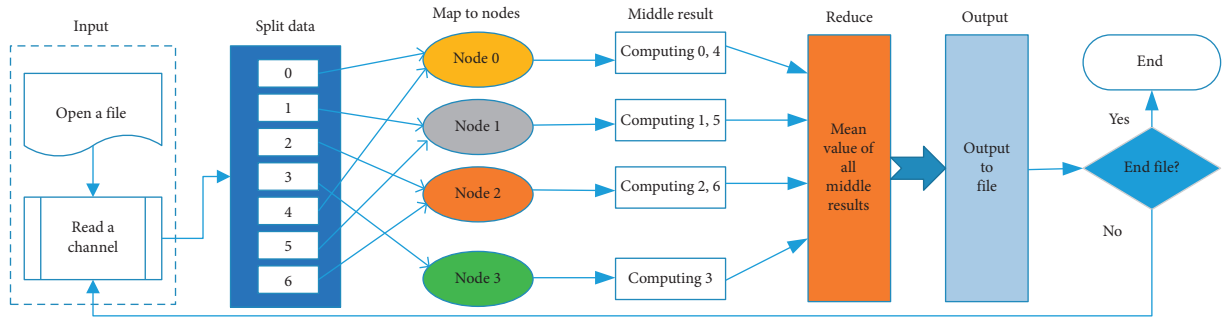 Input
Split data
Map to nodes
Middle result
Reduce
Output
Open a file
Read a
channel
0
1
2
3
4
5
6
Node 0
Node 1
Node 2
Node 3
Computing 0, 4
Computing 1, 5
Computing 2, 6
Computing 3
Mean
value of
all
middle
results
Output
to
file
End
Yes
End file?
No